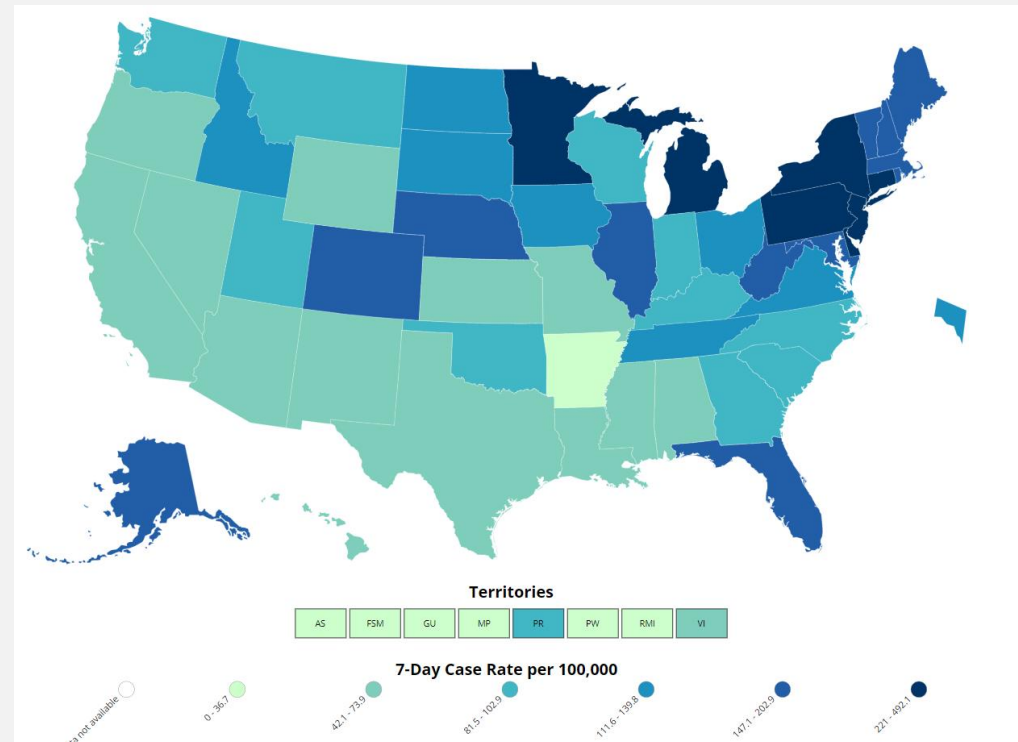 Territories
AS FSM GU MP PR PW RMI VI
7-Day Case Rate per 100,000
not available
0 - 36.7
42.1 - 73.9
81.5 - 102.9
111.6 - 139.8
147.1 - 202.9
221 - 492.1